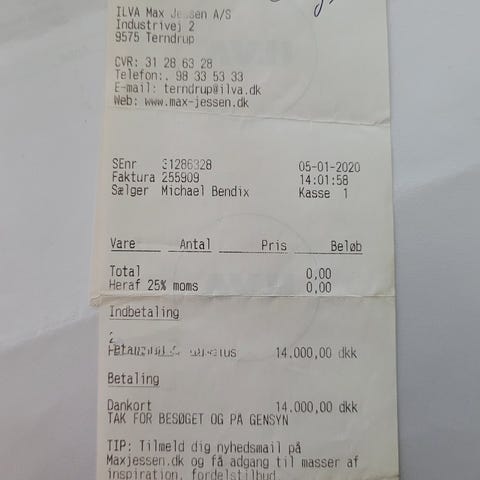 ILVA Max Jessen A/S
Industrivej 2
9575 Terndrup
CVR: 31 28 63 28
Telefon:. 98 33 53 33
E-mail: terndrup@ilva.dk
Web: www.max-jessen.dk
SEnr 31286328 05-01-2020
Faktura 255909 14:01:58
Sælger Michael Bendix Kasse 1
Vare Antal Pris Beløb
Total 0,00
Heraf 25% moms 0,00
Indbetaling
14.000,00 dkk
Betaling
Dankort 14.000,00 dkk
TAK FOR BESØGET OG PÅ GENSYN
TIP: Tilmeld dig nyhedsmail på
Maxjessen.dk og få adgang til masser af
inspiration, fordelstilbud